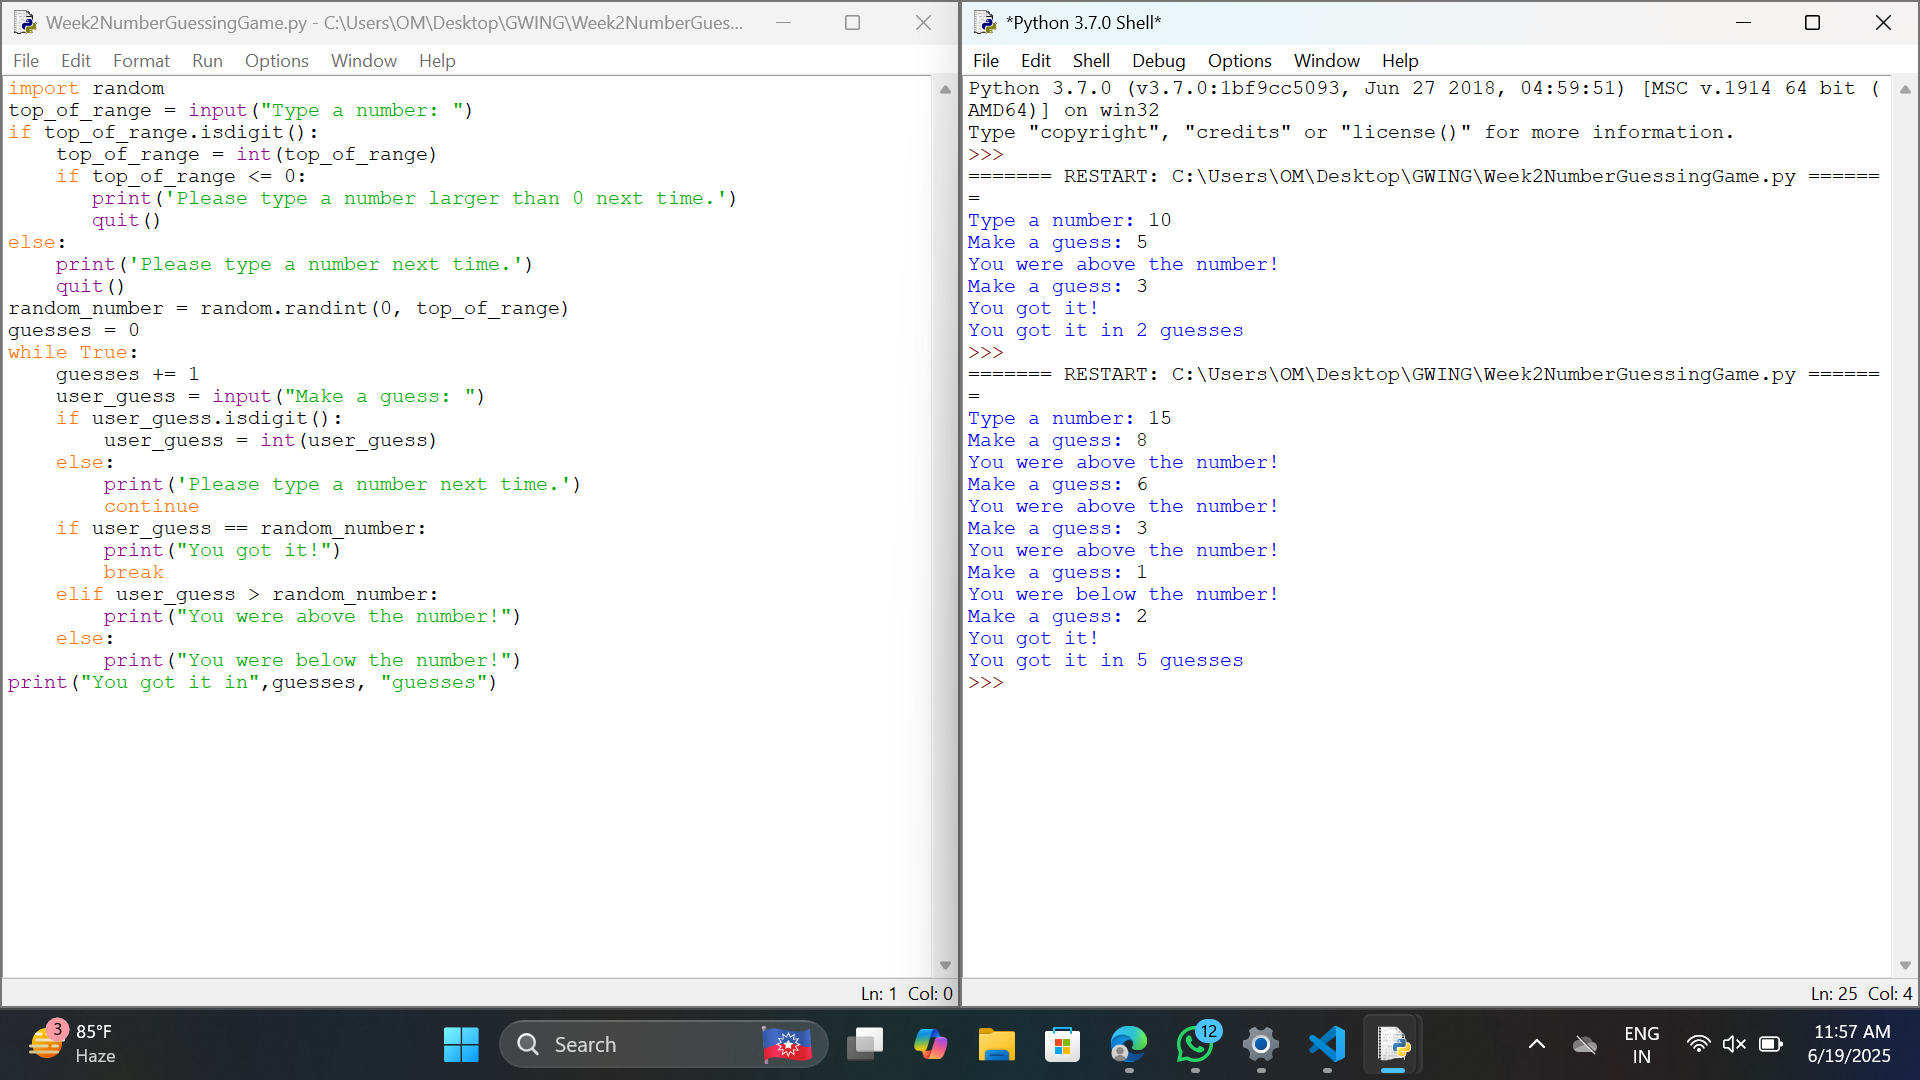 Week2NumberGuessingGame.py - C:\Users\OM\Desktop\GWING\Week2NumberGues...
File Edit Format Run Options Window Help
import random
top_of_range = input("Type a number: ")
if top_of_range.isdigit():
    top_of_range = int(top_of_range)
    if top_of_range <= 0:
       print('Please type a number larger than 0 next time.')
       quit()
else:
    print('Please type a number next time.')
    quit()
random_number = random.randint(0, top_of_range)
guesses = 0
while True:
    guesses += 1
    user_guess = input("Make a guess: ")
    if user_guess.isdigit():
        user_guess = int(user_guess)
    else:
        print('Please type a number next time.')
        continue
    if user_guess == random_number:
        print("You got it!")
        break
    elif user_guess > random_number:
        print("You were above the number!")
    else:
        print("You were below the number!")
print("You got it in",guesses, "guesses")
Ln: 1 Col: 0
*Python 3.7.0 Shell*
File Edit Shell Debug Options Window Help
Python 3.7.0 (v3.7.0:1bf9cc5093, Jun 27 2018, 04:59:51) [MSC v.1914 64 bit (
AMD64)] on win32
Type "copyright", "credits" or "license()" for more information.
>>>
======= RESTART: C:\Users\OM\Desktop\GWING\Week2NumberGuessingGame.py ======
=
Type a number: 10
Make a guess: 5
You were above the number!
Make a guess: 3
You got it!
You got it in 2 guesses
>>>
======= RESTART: C:\Users\OM\Desktop\GWING\Week2NumberGuessingGame.py ======
=
Type a number: 15
Make a guess: 8
You were above the number!
Make a guess: 6
You were above the number!
Make a guess: 3
You were above the number!
Make a guess: 1
You were below the number!
Make a guess: 2
You got it!
You got it in 5 guesses
>>>
Ln: 25 Col: 4
3
85°F
Haze
Search
12
ENG
IN
11:57 AM
6/19/2025